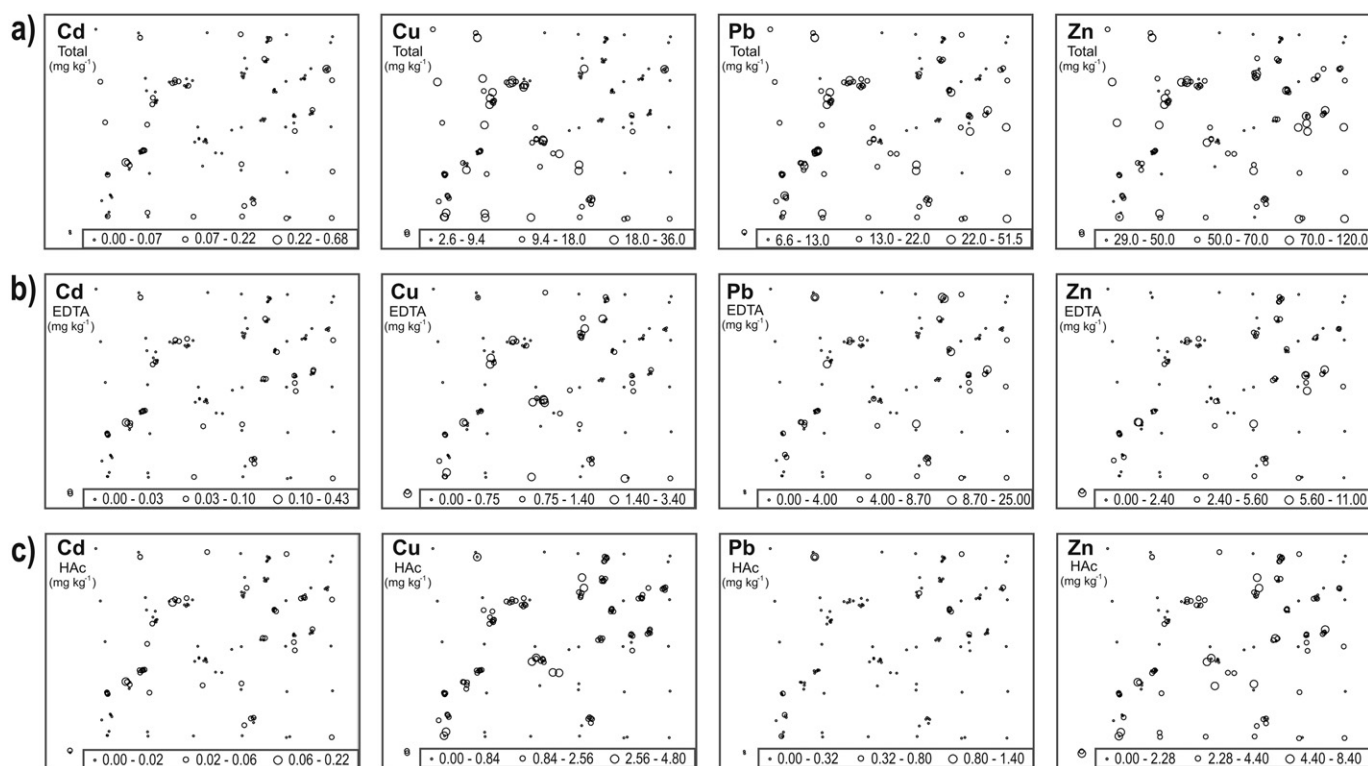 a)
Cd
Total
(mg kg⁻¹)
0.00 - 0.07 0.07 - 0.22 0.22 - 0.68
Cu
Total
(mg kg⁻¹)
2.6 - 9.4 9.4 - 18.0 18.0 - 36.0
Pb
Total
(mg kg⁻¹)
6.6 - 13.0 13.0 - 22.0 22.0 - 51.5
Zn
Total
(mg kg⁻¹)
29.0 - 50.0 50.0 - 70.0 70.0 - 120.0
b)
Cd
EDTA
(mg kg⁻¹)
0.00 - 0.03 0.03 - 0.10 0.10 - 0.43
Cu
EDTA
(mg kg⁻¹)
0.00 - 0.75 0.75 - 1.40 1.40 - 3.40
Pb
EDTA
(mg kg⁻¹)
0.00 - 4.00 4.00 - 8.70 8.70 - 25.00
Zn
EDTA
(mg kg⁻¹)
0.00 - 2.40 2.40 - 5.60 5.60 - 11.00
c)
Cd
HAc
(mg kg⁻¹)
0.00 - 0.02 0.02 - 0.06 0.06 - 0.22
Cu
HAc
(mg kg⁻¹)
0.00 - 0.84 0.84 - 2.56 2.56 - 4.80
Pb
HAc
(mg kg⁻¹)
0.00 - 0.32 0.32 - 0.80 0.80 - 1.40
Zn
HAc
(mg kg⁻¹)
0.00 - 2.28 2.28 - 4.40 4.40 - 8.40